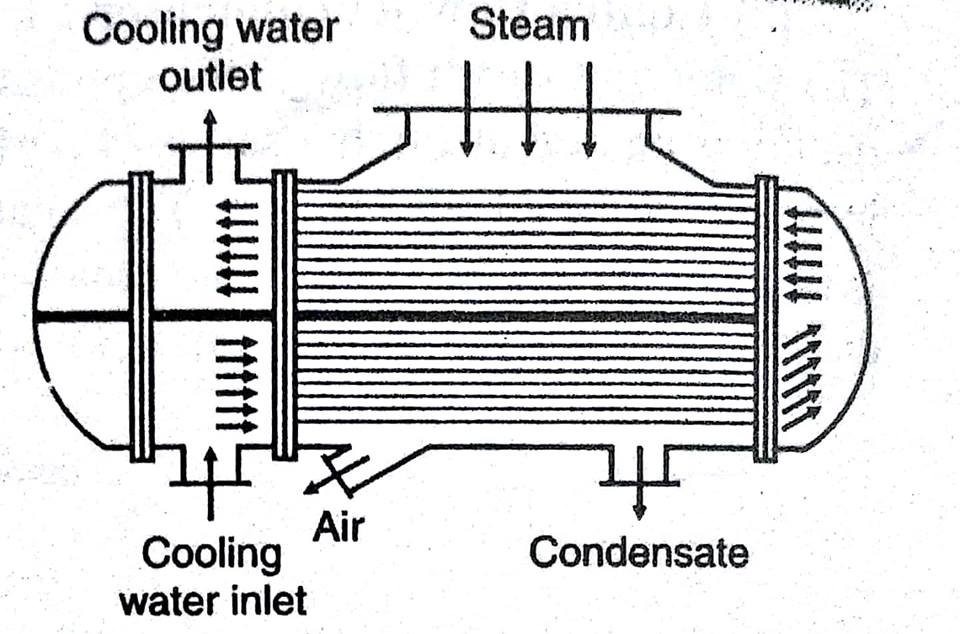 Cooling water
outlet
Steam
Air
Cooling
water inlet
Condensate